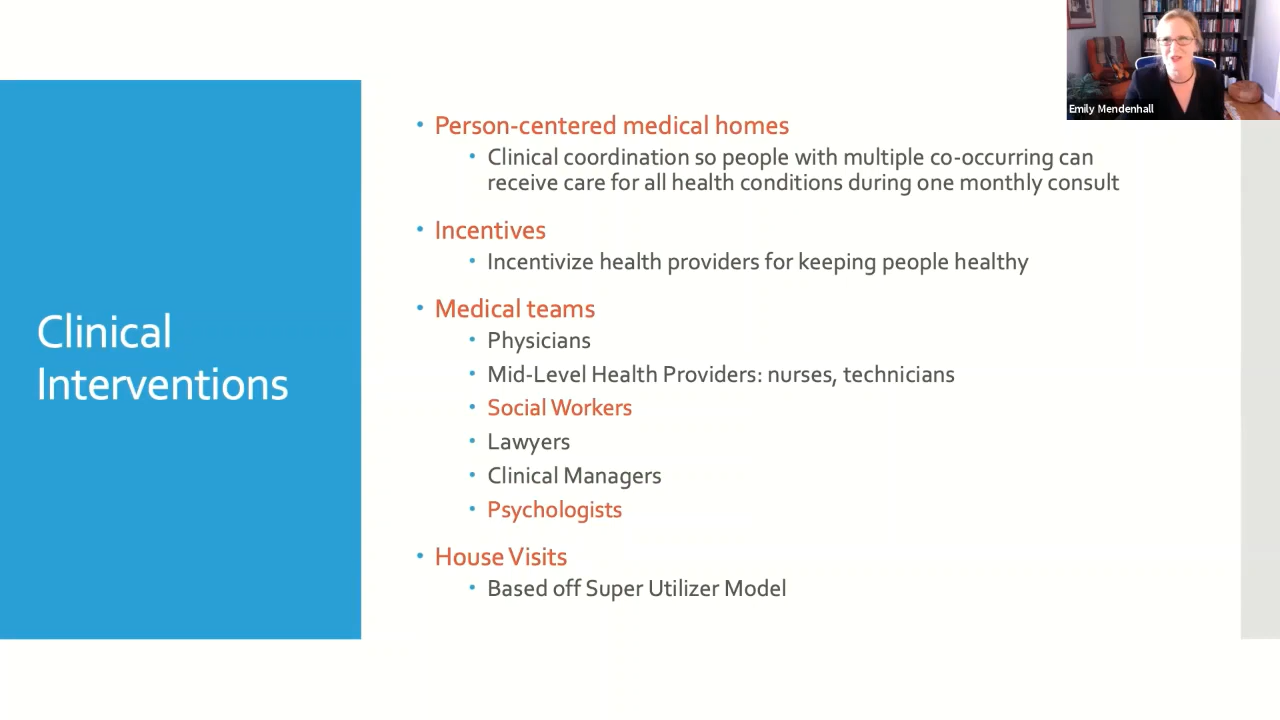 Emily Mendenhall
Clinical
Interventions
• Person-centered medical homes
• Clinical coordination so people with multiple co-occurring can
receive care for all health conditions during one monthly consult
• Incentives
• Incentivize health providers for keeping people healthy
• Medical teams
• Physicians
• Mid-Level Health Providers: nurses, technicians
• Social Workers
• Lawyers
• Clinical Managers
• Psychologists
• House Visits
• Based off Super Utilizer Model